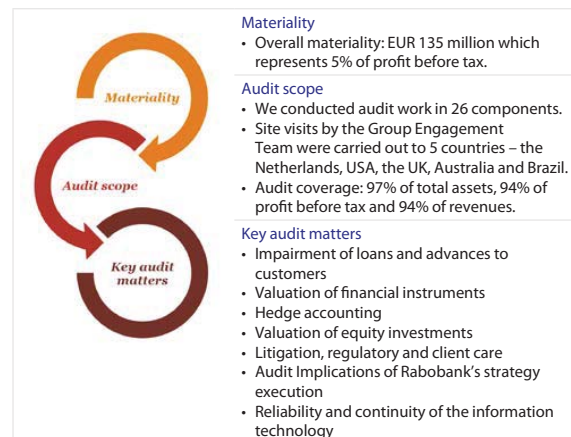 Materiality
Audit scope
Key audit
matters
Materiality
• Overall materiality: EUR 135 million which
represents 5% of profit before tax.
Audit scope
• We conducted audit work in 26 components.
• Site visits by the Group Engagement
Team were carried out to 5 countries – the
Netherlands, USA, the UK, Australia and Brazil.
• Audit coverage: 97% of total assets, 94% of
profit before tax and 94% of revenues.
Key audit matters
• Impairment of loans and advances to
customers
• Valuation of financial instruments
• Hedge accounting
• Valuation of equity investments
• Litigation, regulatory and client care
• Audit Implications of Rabobank's strategy
execution
• Reliability and continuity of the information
technology